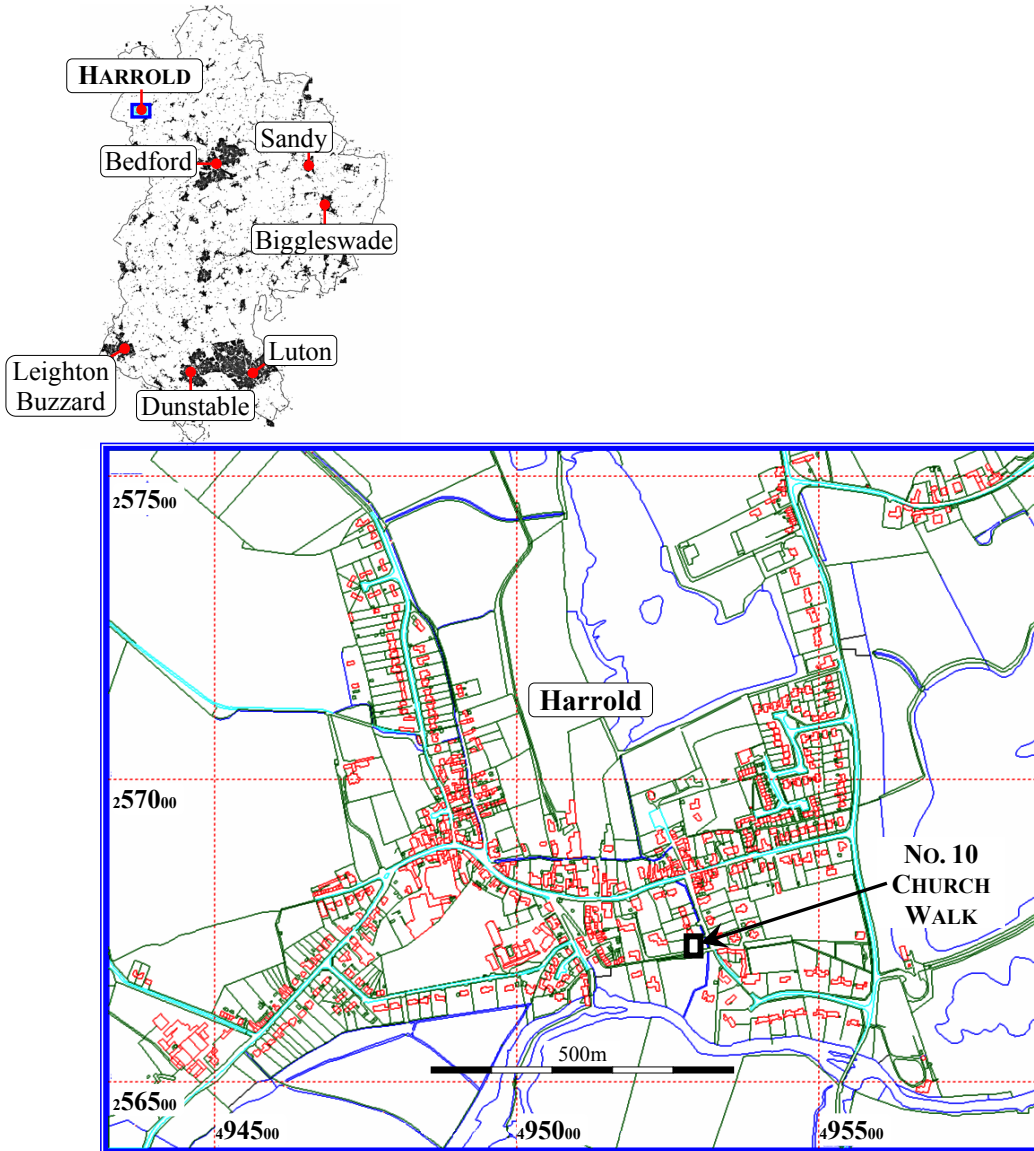 HARROLD
Sandy
Bedford
Biggleswade
Leighton
Buzzard
Luton
Dunstable
257500
Harrold
257000
NO. 10
CHURCH
WALK
500m
256500
494500
495000
495500